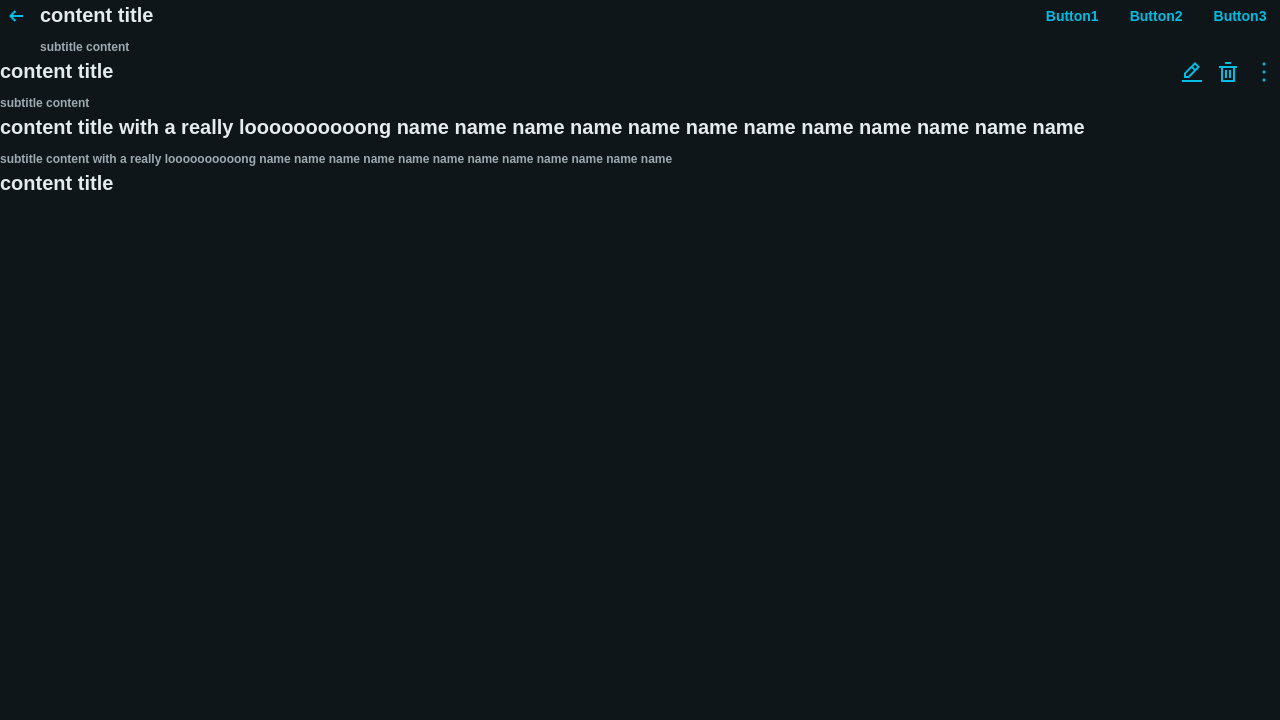 content title Button1 Button2 Button3
subtitle content
content title
subtitle content
content title with a really loooooooooong name name name name name name name name name name name name
subtitle content with a really loooooooooong name name name name name name name name name name name name
content title